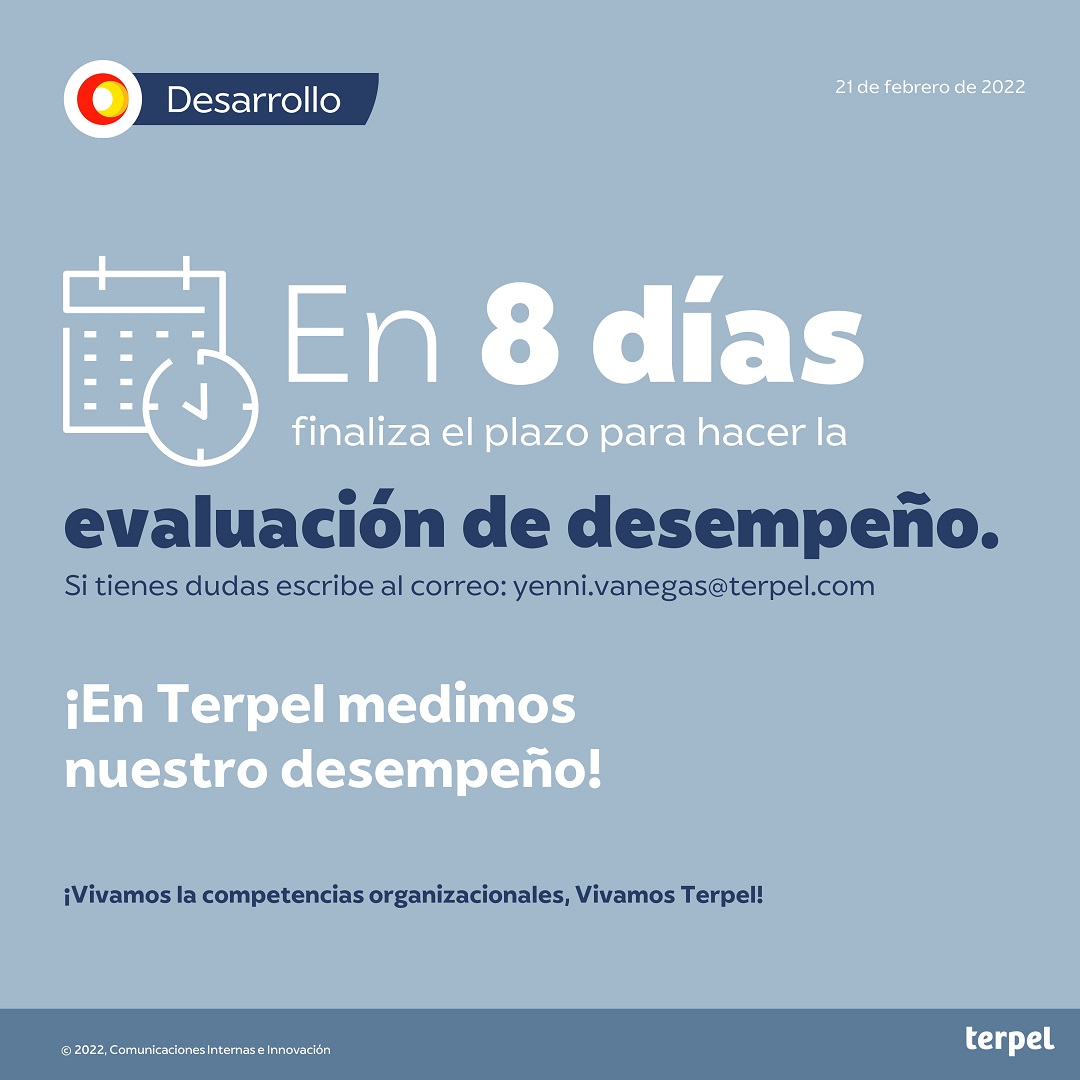 Desarrollo
21 de febrero de 2022
En 8 días
finaliza el plazo para hacer la
evaluación de desempeño.
Si tienes dudas escribe al correo: yenni.vanegas@terpel.com
¡En Terpel medimos
nuestro desempeño!
¡Vivamos la competencias organizacionales, Vivamos Terpel!
© 2022, Comunicaciones Internas e Innovación
terpel